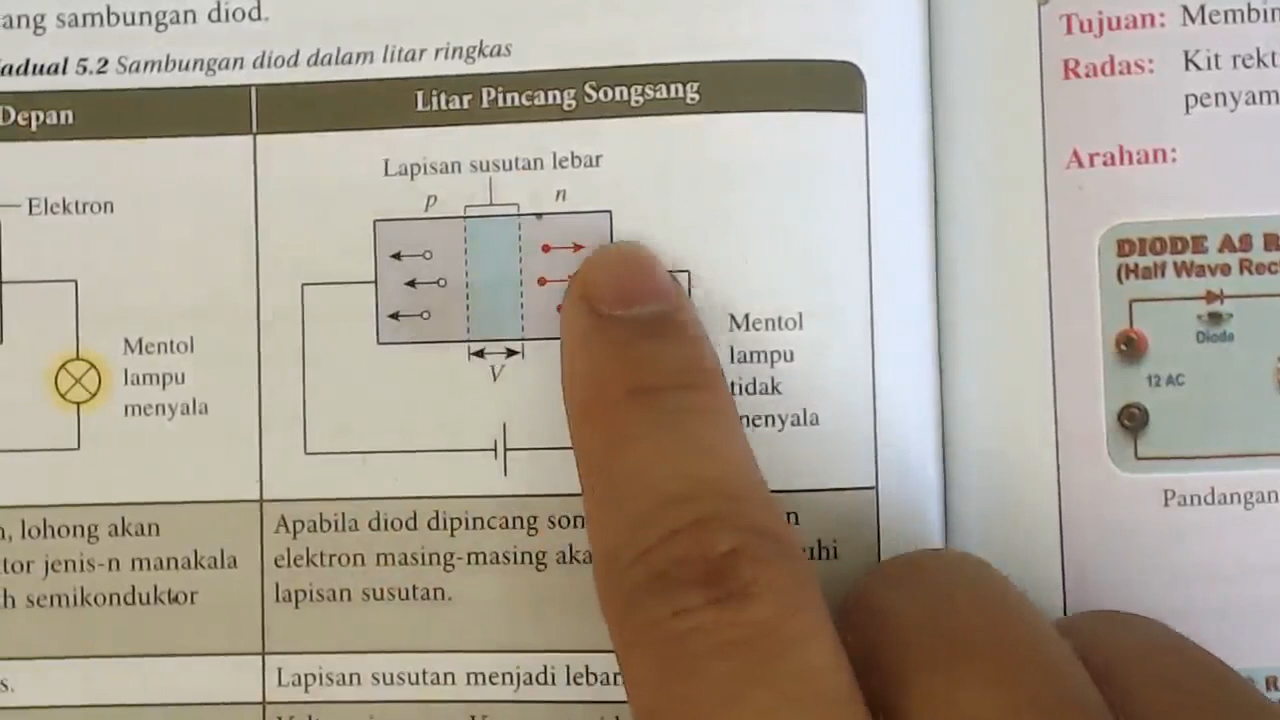 ang sambungan diod.
adual 5.2 Sambungan diod dalam litar ringkas
Depan
Litar Pincang Songsang
Elektron
Mentol
lampu
menyala
Lapisan susutan lebar
p
n
V
Mentol
lampu
tidak
menyala
, lohong akan
tor jenis-n manakala
h semikonduktor
s.
Apabila diod dipincang son n
elektron masing-masing aka
lapisan susutan.
Lapisan susutan menjadi lebar
Tujuan: Membin
Radas: Kit rekt
penyam
Arahan:
DIODE AS R
(Half Wave Rec
Diode
12 AC
Pandangan